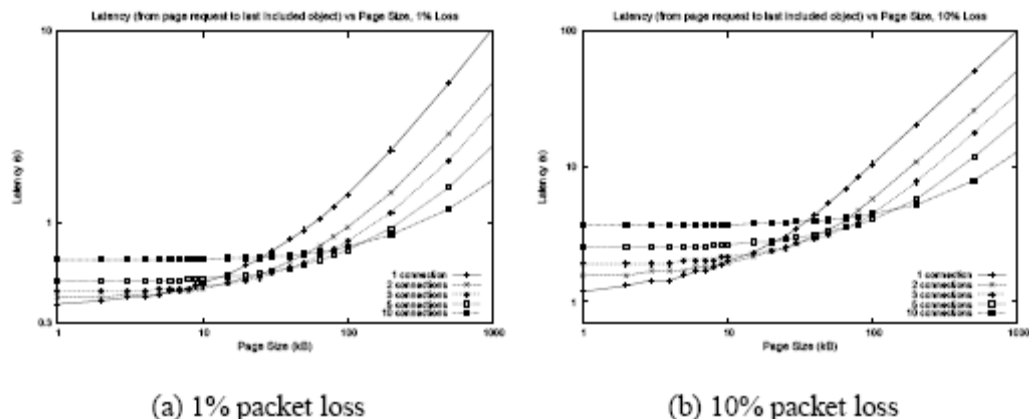 Latency (from page request to last included object) vs Page Size, 1% Loss
10
1
0.3
Latency (s)
1 connection
2 connections
3 connections
5 connections
10 connections
1
10
100
1000
Page Size (kB)
(a) 1% packet loss
Latency (from page request to last included object) vs Page Size, 10% Loss
100
10
1
Latency (s)
1 connection
2 connections
3 connections
5 connections
10 connections
1
10
100
1000
Page Size (kB)
(b) 10% packet loss